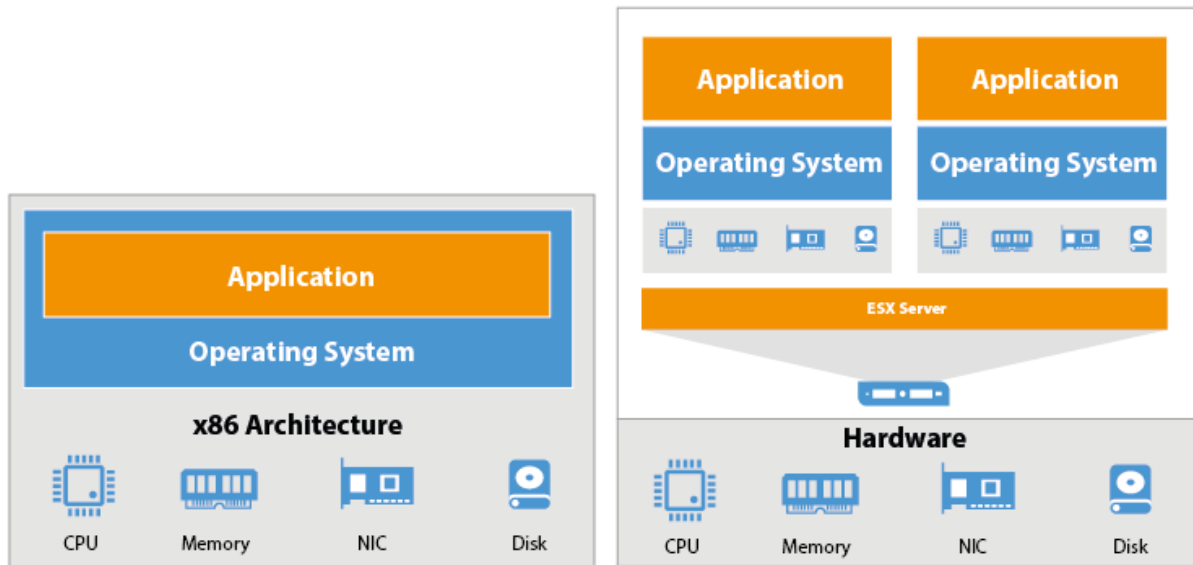 Application
Operating System
x86 Architecture
CPU Memory NIC Disk
Application Application
Operating System Operating System
ESX Server
Hardware
CPU Memory NIC Disk